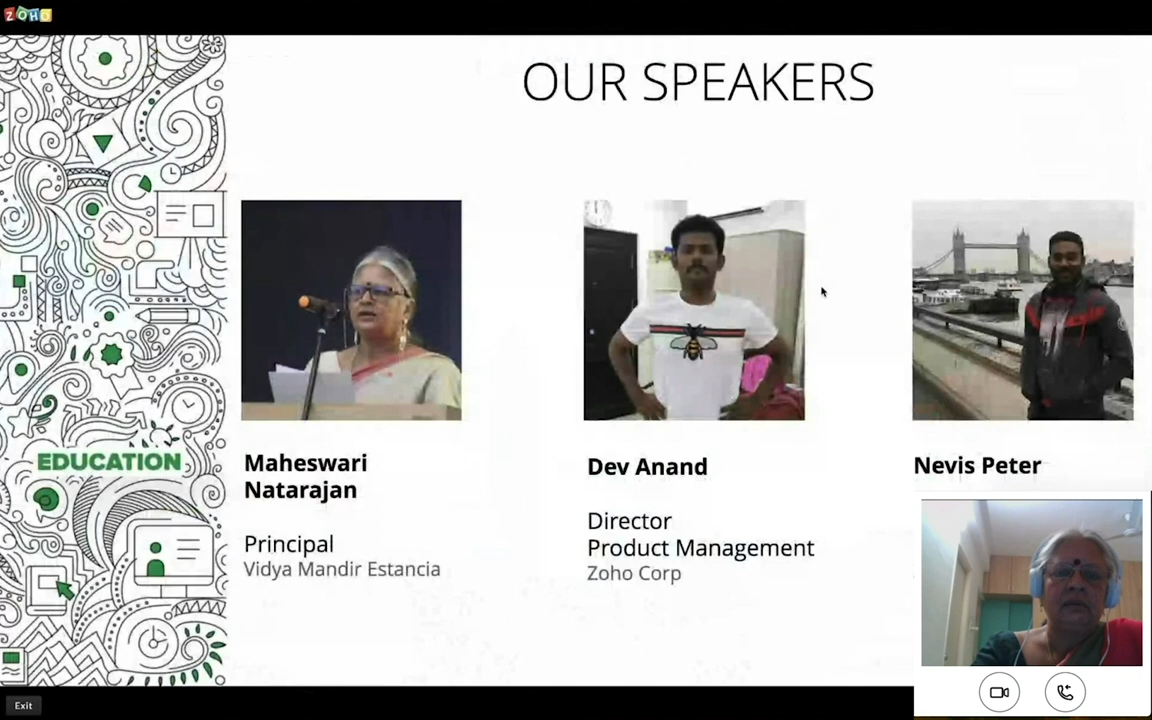 ZOHO
OUR SPEAKERS
EDUCATION
Maheswari
Natarajan
Principal
Vidya Mandir Estancia
Dev Anand
Director
Product Management
Zoho Corp
Nevis Peter
Exit